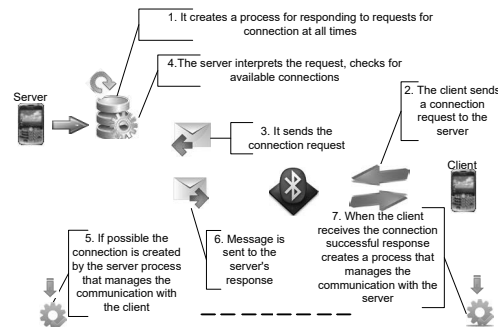 1. It creates a process for responding to requests for
connection at all times
4.The server interprets the request, checks for
available connections
Server
2. The client sends
a connection
request to the
server
3. It sends the
connection request
Client
5. If possible the
connection is created
by the server process
that manages the
communication with
the client
6. Message is
sent to the
server's
response
7. When the client
receives the connection
successful response
creates a process that
manages the
communication with the
server